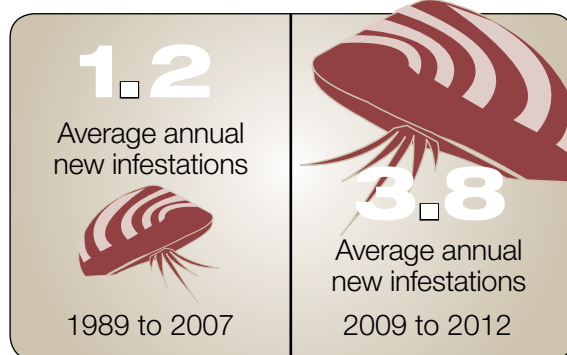 1.2
Average annual
new infestations
1989 to 2007
3.8
Average annual
new infestations
2009 to 2012